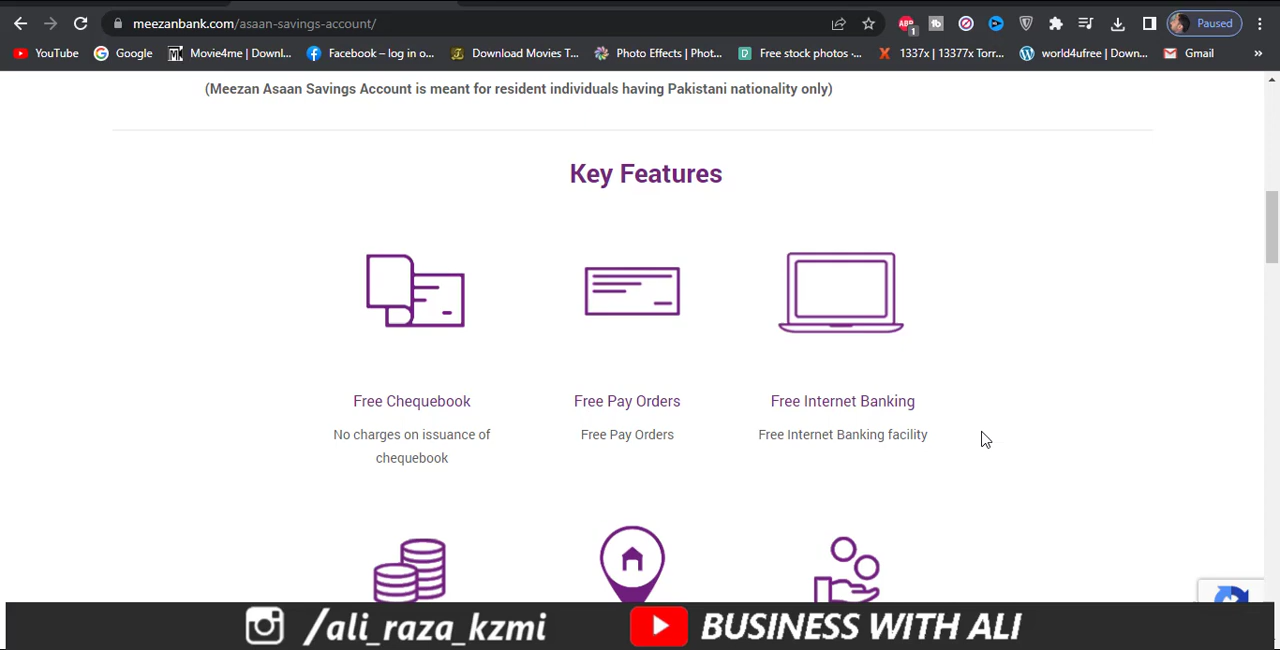 meezanbank.com/asaan-savings-account/
ABP 1 Paused
YouTube Google Movie4me | Downl... Facebook – log in o... Download Movies T... Photo Effects | Phot... Free stock photos ·... 1337x | 13377x Torr... world4ufree | Down... Gmail »
(Meezan Asaan Savings Account is meant for resident individuals having Pakistani nationality only)
Key Features
Free Chequebook Free Pay Orders Free Internet Banking
No charges on issuance of Free Pay Orders Free Internet Banking facility
chequebook
/ali_raza_kzmi BUSINESS WITH ALI